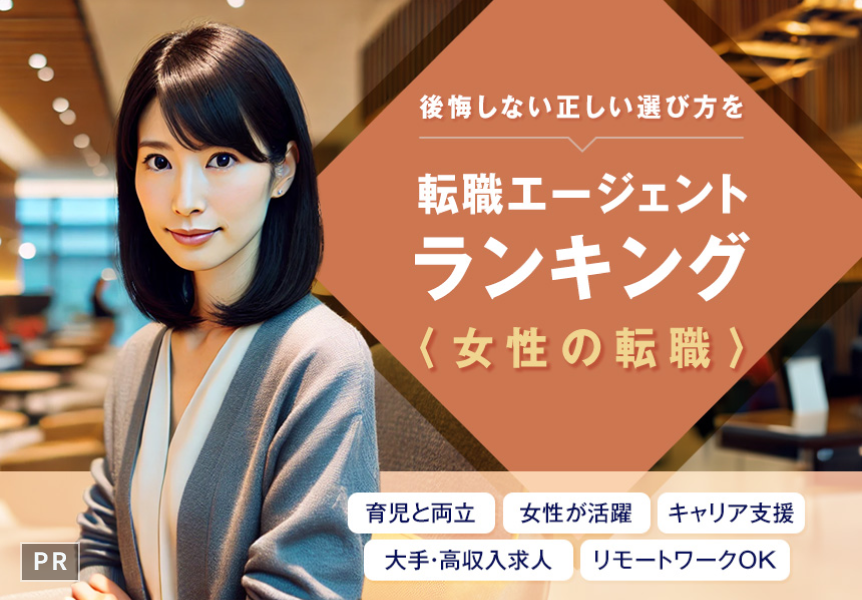 後悔しない正しい選び方を
転職エージェント
ランキング
〈女性の転職〉
育児と両立
女性が活躍
キャリア支援
大手・高収入求人
リモートワークOK
PR